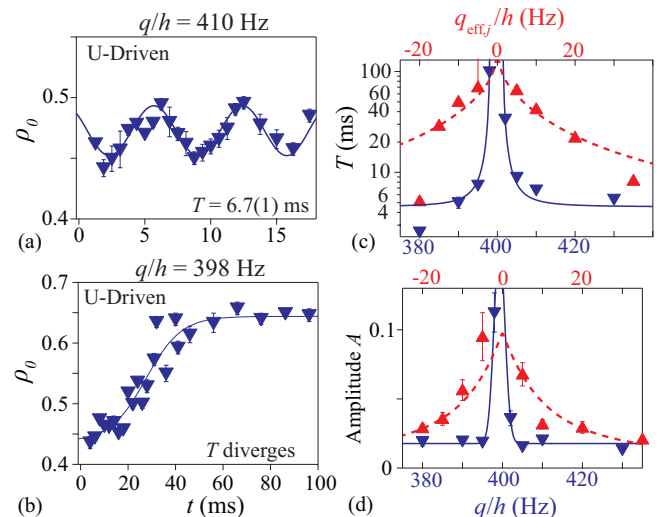 q/h = 410 Hz
U-Driven
0.5
0.4
ρ0
0
5
10
15
T = 6.7(1) ms
(a)
q/h = 398 Hz
U-Driven
0.7
0.6
0.5
0.4
ρ0
T diverges
0
20
40
60
80
100
t (ms)
(b)
qeff,j/h (Hz)
-20
0
20
100
60
40
20
10
6
4
T (ms)
380
400
420
(c)
-20
0
20
0.1
0
Amplitude A
380
400
420
q/h (Hz)
(d)